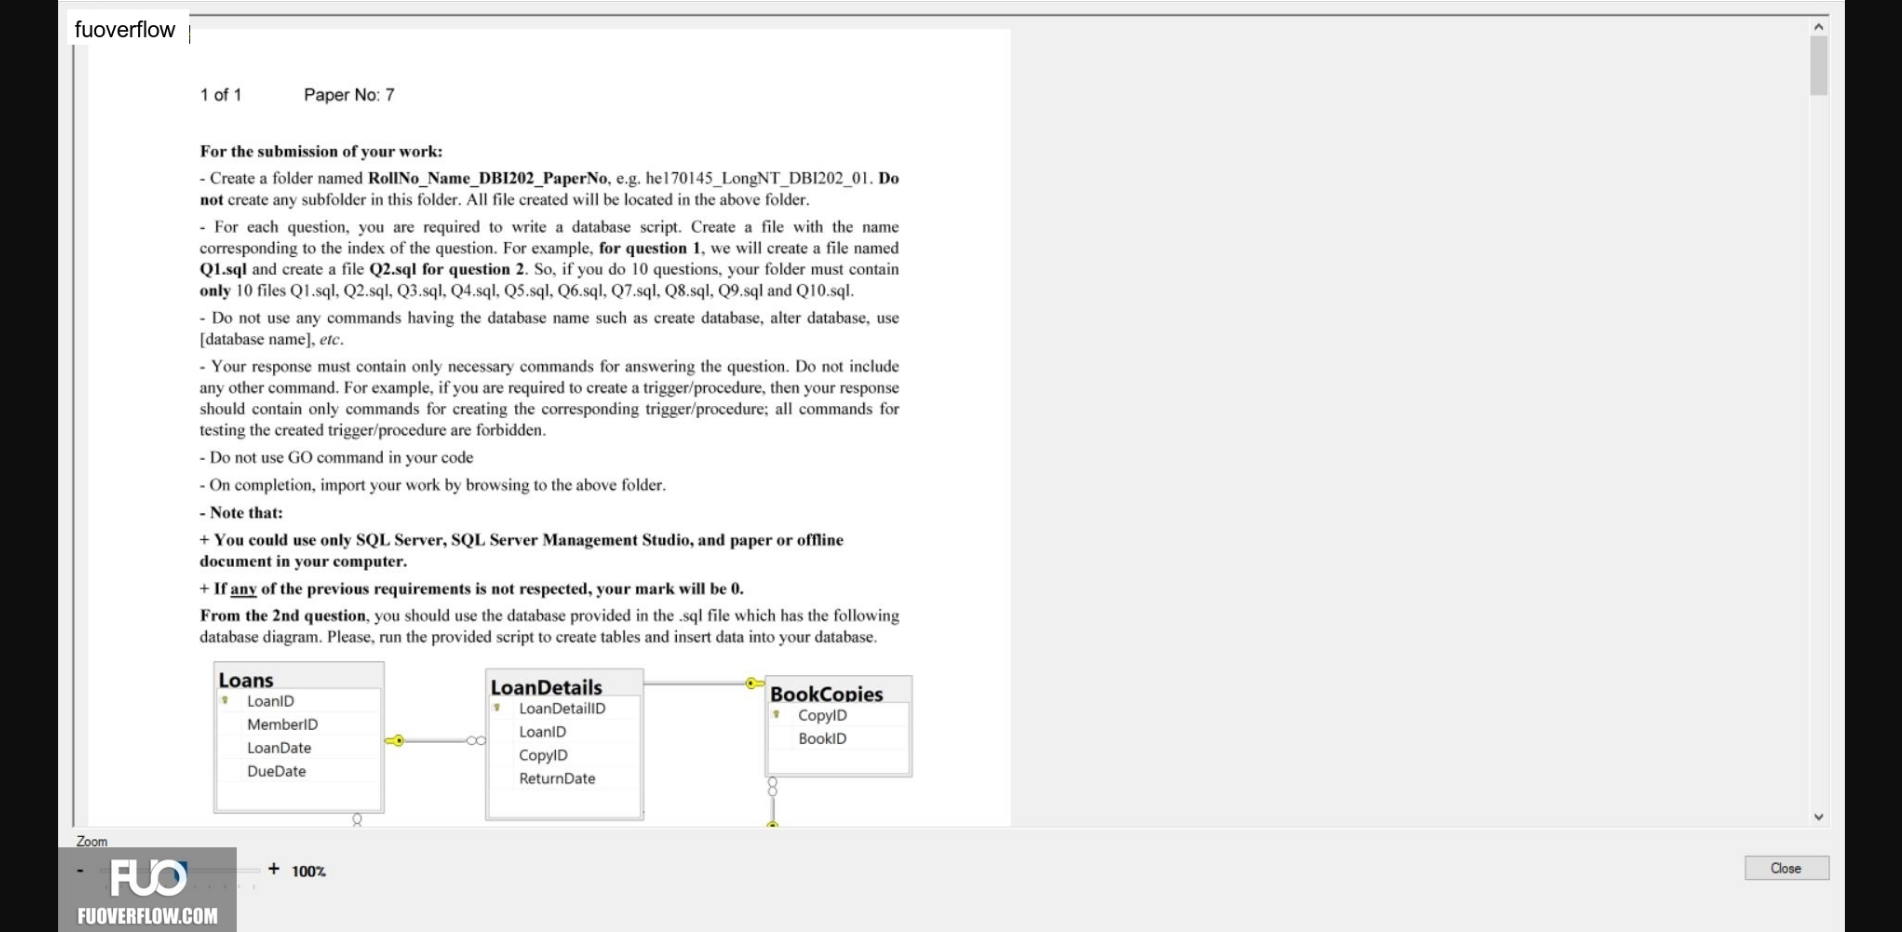 fuoverflow
1 of 1 Paper No: 7
For the submission of your work:
- Create a folder named RollNo_Name_DBI202_PaperNo, e.g. he170145_LongNT_DBI202_01. Do
not create any subfolder in this folder. All file created will be located in the above folder.
- For each question, you are required to write a database script. Create a file with the name
corresponding to the index of the question. For example, for question 1, we will create a file named
Q1.sql and create a file Q2.sql for question 2. So, if you do 10 questions, your folder must contain
only 10 files Q1.sql, Q2.sql, Q3.sql, Q4.sql, Q5.sql, Q6.sql, Q7.sql, Q8.sql, Q9.sql and Q10.sql.
- Do not use any commands having the database name such as create database, alter database, use
[database name], etc.
- Your response must contain only necessary commands for answering the question. Do not include
any other command. For example, if you are required to create a trigger/procedure, then your response
should contain only commands for creating the corresponding trigger/procedure; all commands for
testing the created trigger/procedure are forbidden.
- Do not use GO command in your code
- On completion, import your work by browsing to the above folder.
- Note that:
+ You could use only SQL Server, SQL Server Management Studio, and paper or offline
document in your computer.
+ If any of the previous requirements is not respected, your mark will be 0.
From the 2nd question, you should use the database provided in the .sql file which has the following
database diagram. Please, run the provided script to create tables and insert data into your database.
Loans
LoanID
MemberID
LoanDate
DueDate
LoanDetails
LoanDetailID
LoanID
CopyID
ReturnDate
BookCopies
CopyID
BookID
Zoom
- + 100%
Close
FUO
FUOVERFLOW.COM